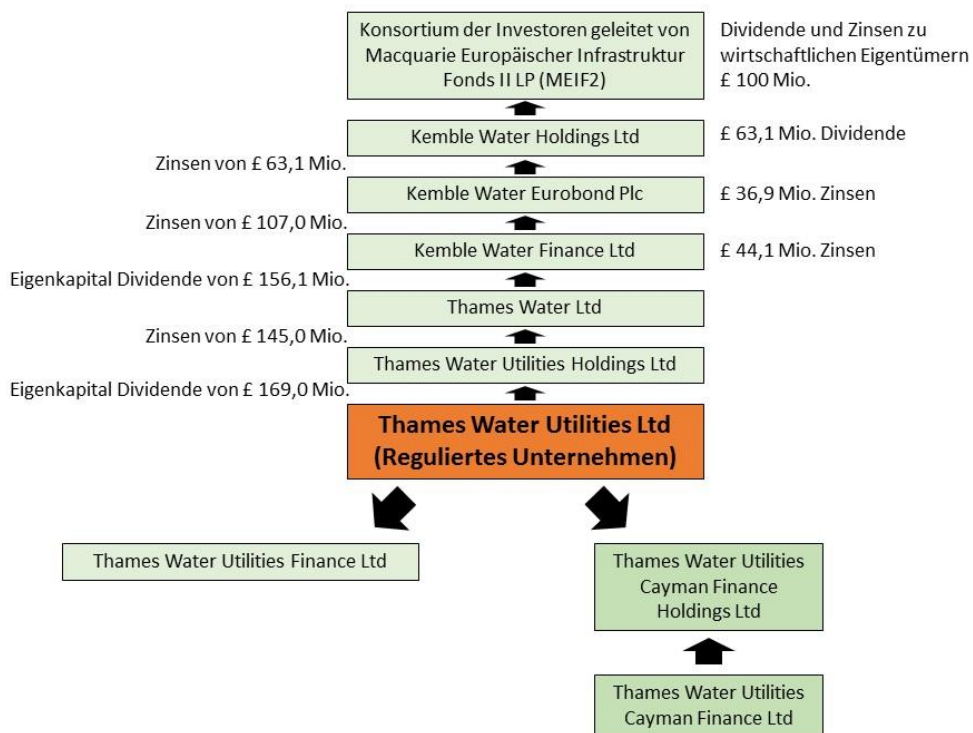 Konsortium der Investoren geleitet von
Macquarie Europäischer Infrastruktur
Fonds II LP (MEIF2)
Dividende und Zinsen zu
wirtschaftlichen Eigentümern
£ 100 Mio.
Kemble Water Holdings Ltd
£ 63,1 Mio. Dividende
Zinsen von £ 63,1 Mio.
Kemble Water Eurobond Plc
£ 36,9 Mio. Zinsen
Zinsen von £ 107,0 Mio.
Kemble Water Finance Ltd
£ 44,1 Mio. Zinsen
Eigenkapital Dividende von £ 156,1 Mio.
Thames Water Ltd
Zinsen von £ 145,0 Mio.
Thames Water Utilities Holdings Ltd
Eigenkapital Dividende von £ 169,0 Mio.
Thames Water Utilities Ltd
(Reguliertes Unternehmen)
Thames Water Utilities Finance Ltd
Thames Water Utilities
Cayman Finance
Holdings Ltd
Thames Water Utilities
Cayman Finance Ltd